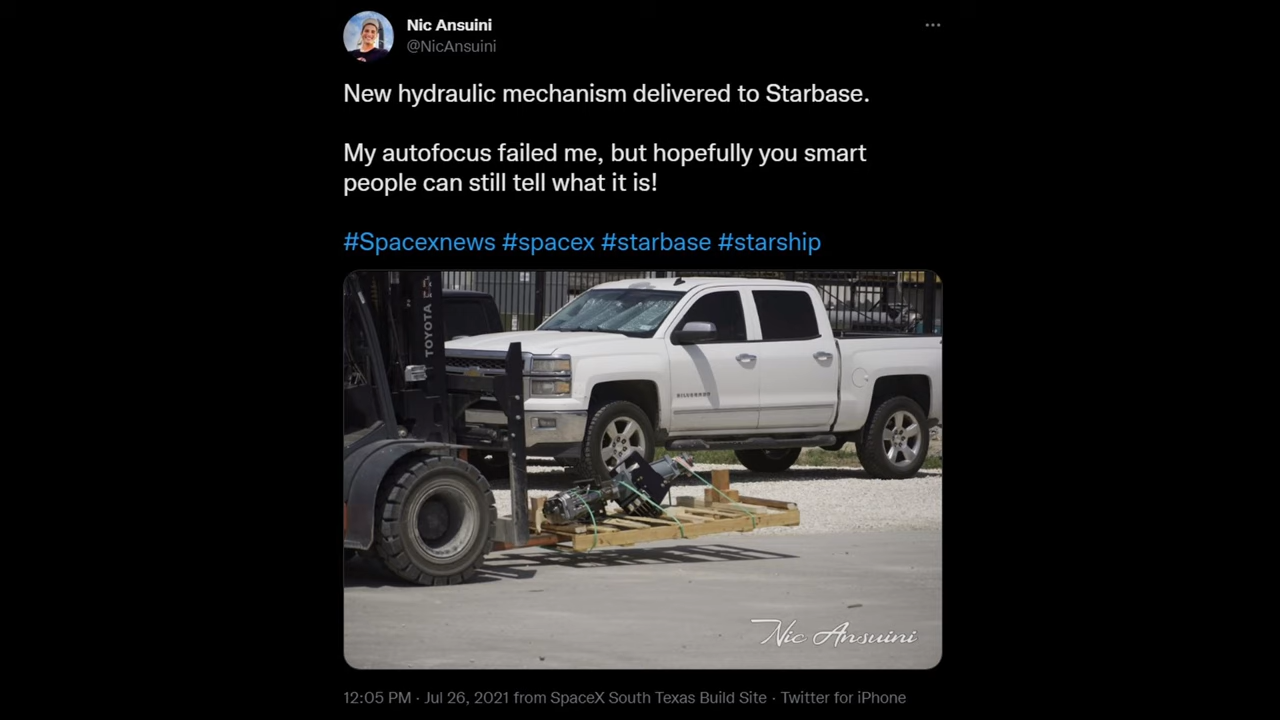 Nic Ansuini
@NicAnsuini
New hydraulic mechanism delivered to Starbase.
My autofocus failed me, but hopefully you smart
people can still tell what it is!
#Spacexnews #spacex #starbase #starship
TOYOTA
SILVERADO
Nic Ansuini
12:05 PM · Jul 26, 2021 from SpaceX South Texas Build Site · Twitter for iPhone